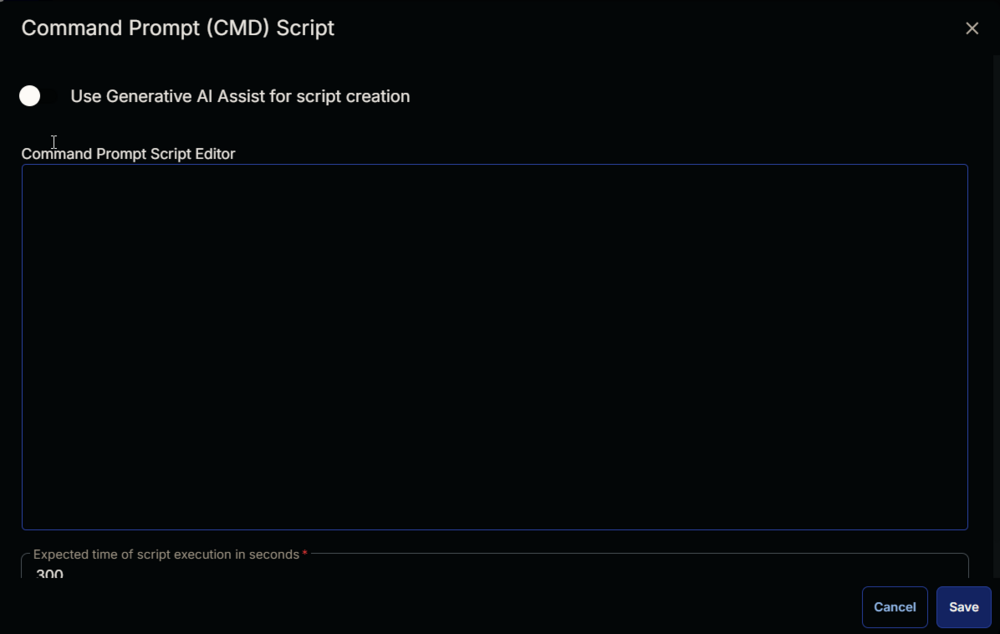 Command Prompt (CMD) Script
Use Generative AI Assist for script creation
Command Prompt Script Editor
Expected time of script execution in seconds *
300
Cancel
Save